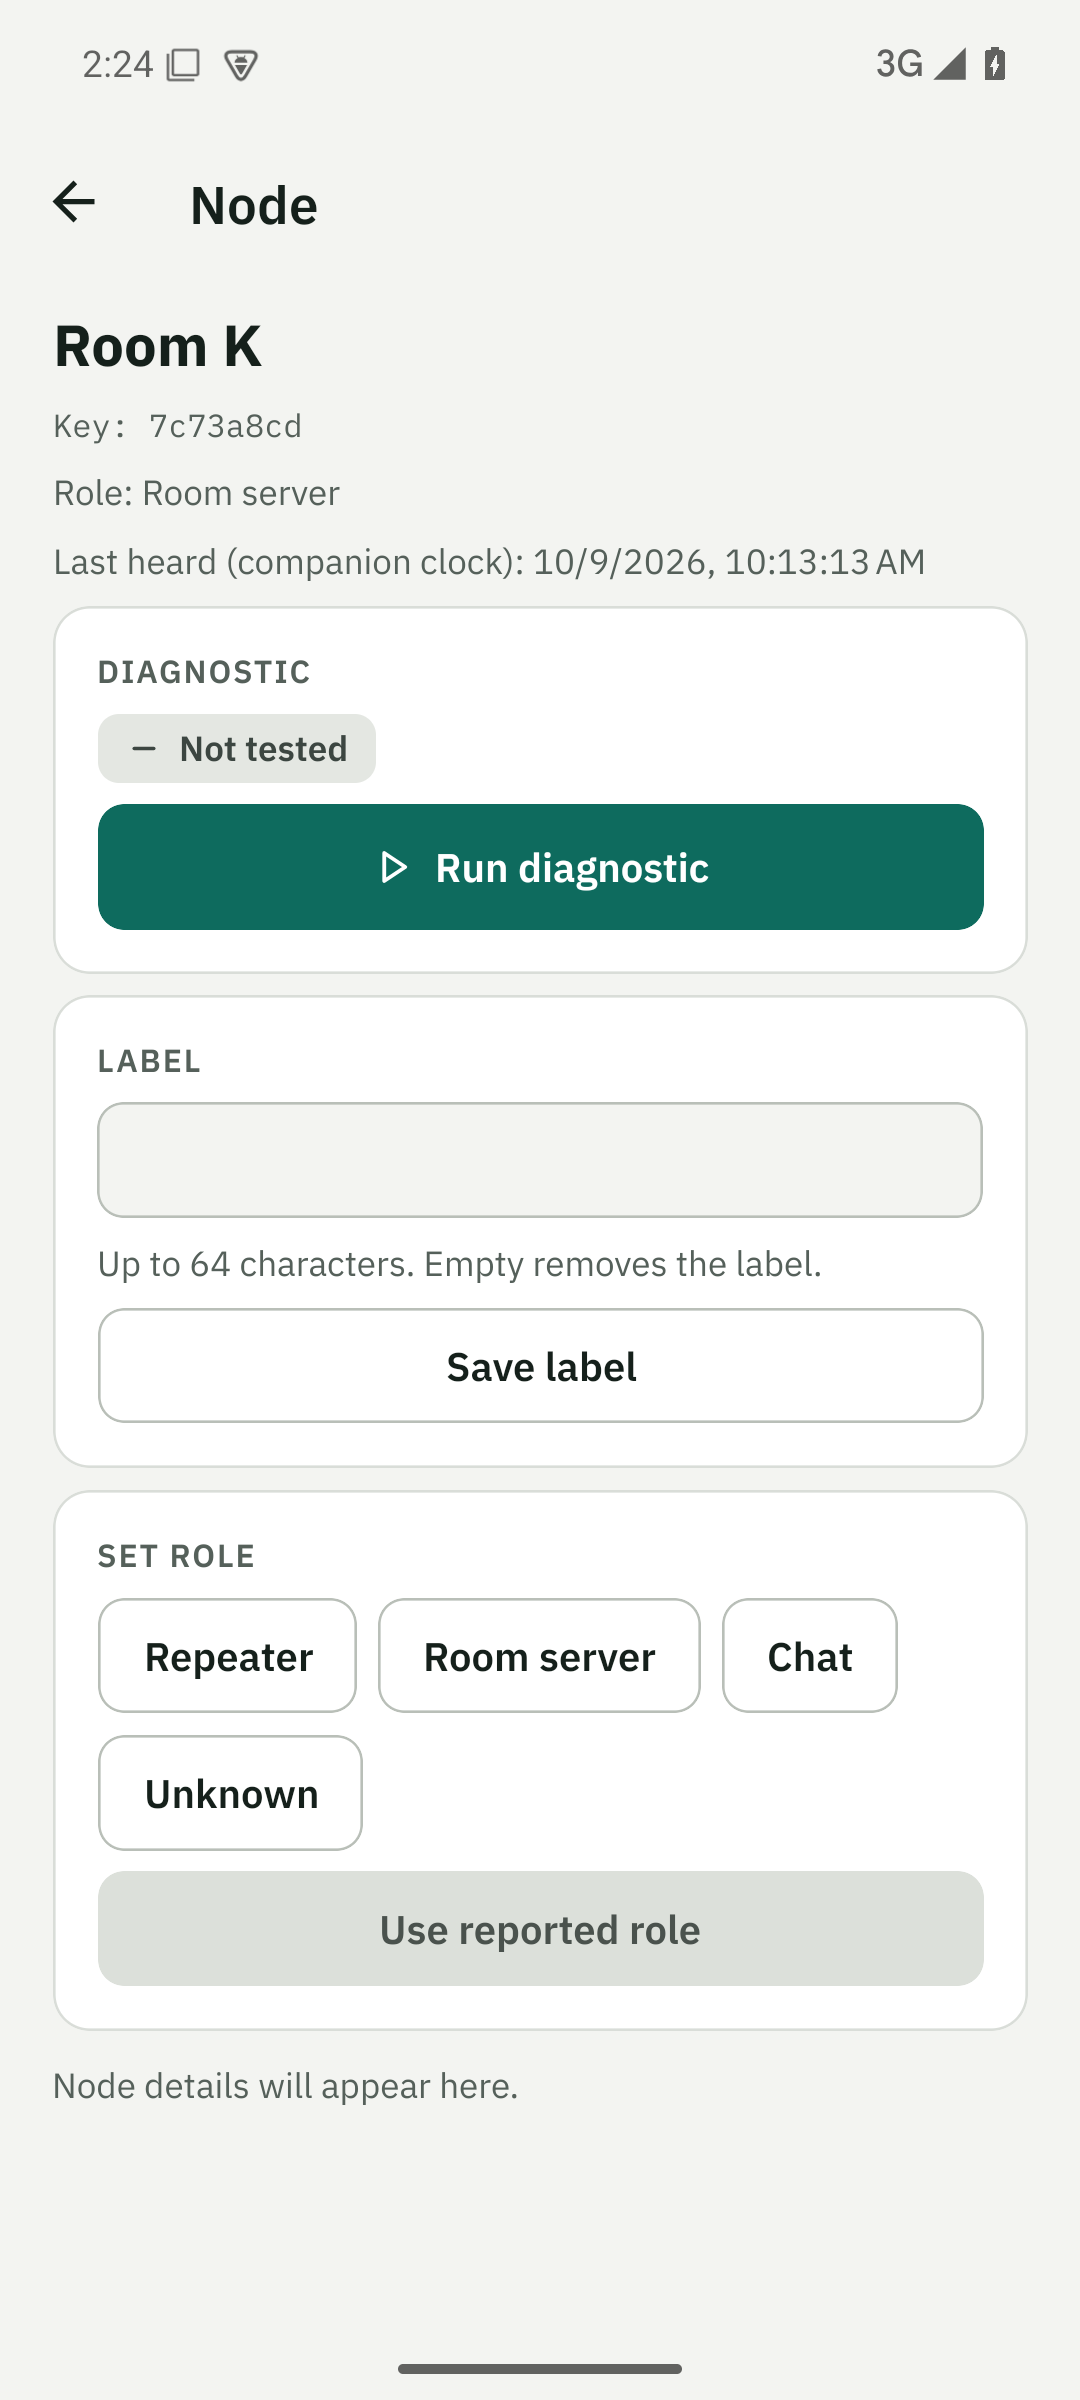 2:24
3G
Node
Room K
Key: 7c73a8cd
Role: Room server
Last heard (companion clock): 10/9/2026, 10:13:13 AM
DIAGNOSTIC
Not tested
Run diagnostic
LABEL
Up to 64 characters. Empty removes the label.
Save label
SET ROLE
Repeater
Room server
Chat
Unknown
Use reported role
Node details will appear here.